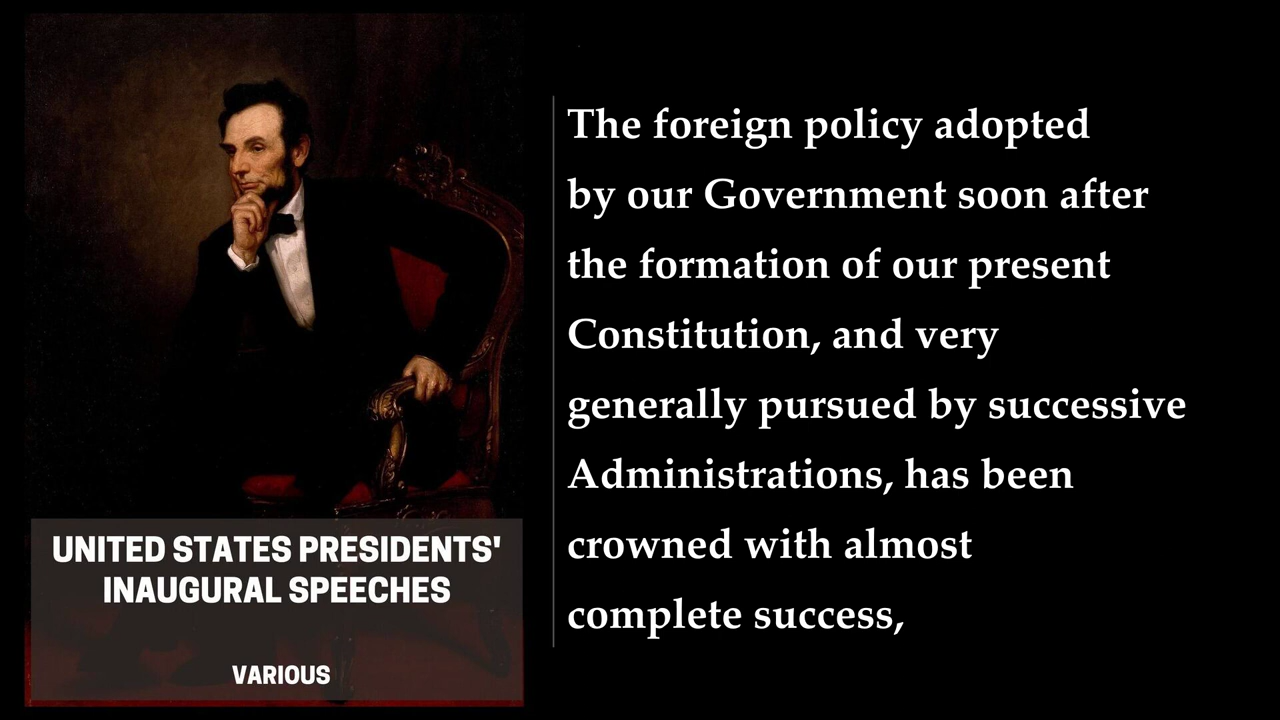 The foreign policy adopted
by our Government soon after
the formation of our present
Constitution, and very
generally pursued by successive
Administrations, has been
crowned with almost
complete success,
UNITED STATES PRESIDENTS'
INAUGURAL SPEECHES
VARIOUS